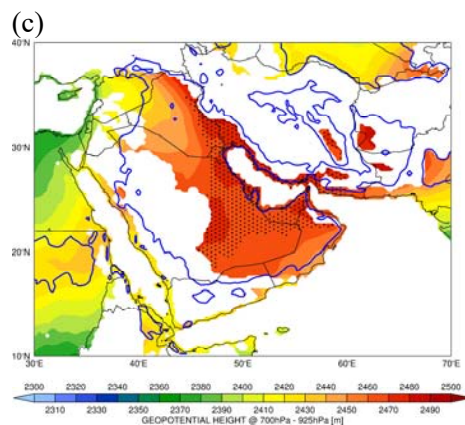 (c)
40°N
30°N
20°N
10°N
30°E 40°E 50°E 60°E 70°E
2300 2320 2340 2360 2380 2400 2420 2440 2460 2480 2500
2310 2330 2350 2370 2390 2410 2430 2450 2470 2490
GEOPOTENTIAL HEIGHT @ 700hPa - 925hPa [m]